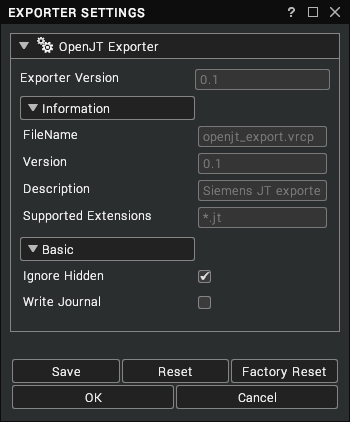 EXPORTER SETTINGS ?
OpenJT Exporter
Exporter Version 0.1
Information
FileName openjt_export.vrcp
Version 0.1
Description Siemens JT exporte
Supported Extensions *.jt
Basic
Ignore Hidden
Write Journal
Save Reset Factory Reset
OK Cancel